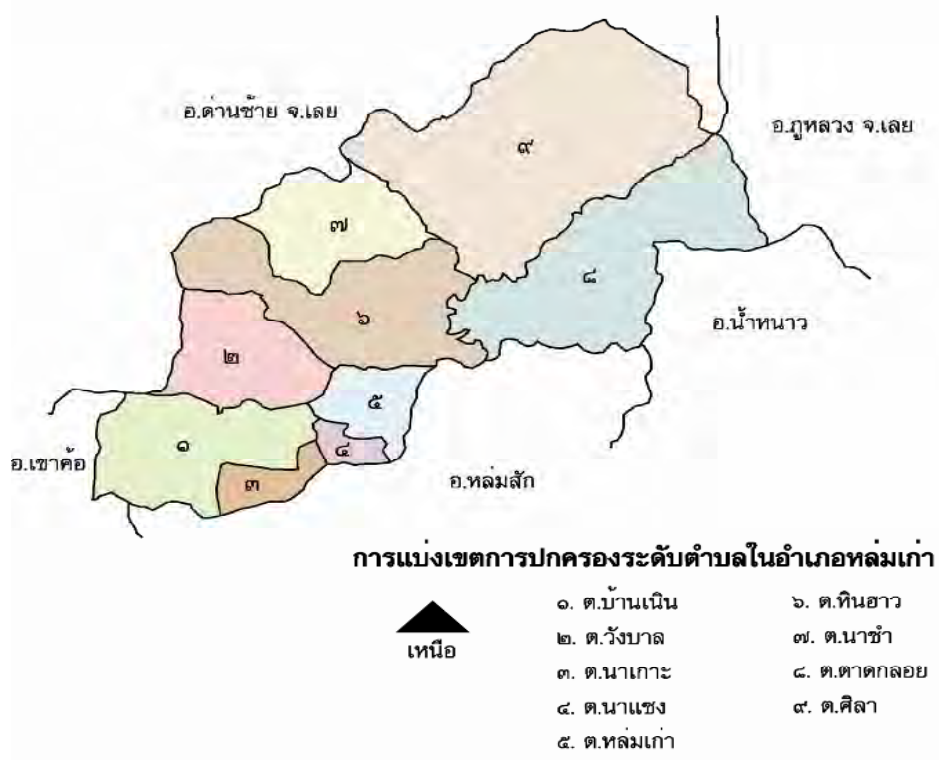 อ.ด่านซ้าย จ.เลย
อ.ภูหลวง จ.เลย
๙
๗
๘
๖
อ.น้ำหนาว
๒
๕
๑
๔
อ.เขาค้อ
๓
อ.หล่มสัก
การแบ่งเขตการปกครองระดับตำบลในอำเภอหล่มเก่า
เหนือ
๑. ต.บ้านเนิน
๒. ต.วังบาล
๓. ต.นาเกาะ
๔. ต.นาแซง
๕. ต.หล่มเก่า
๖. ต.หินฮาว
๗. ต.นาซำ
๘. ต.ตาดกลอย
๙. ต.ศิลา